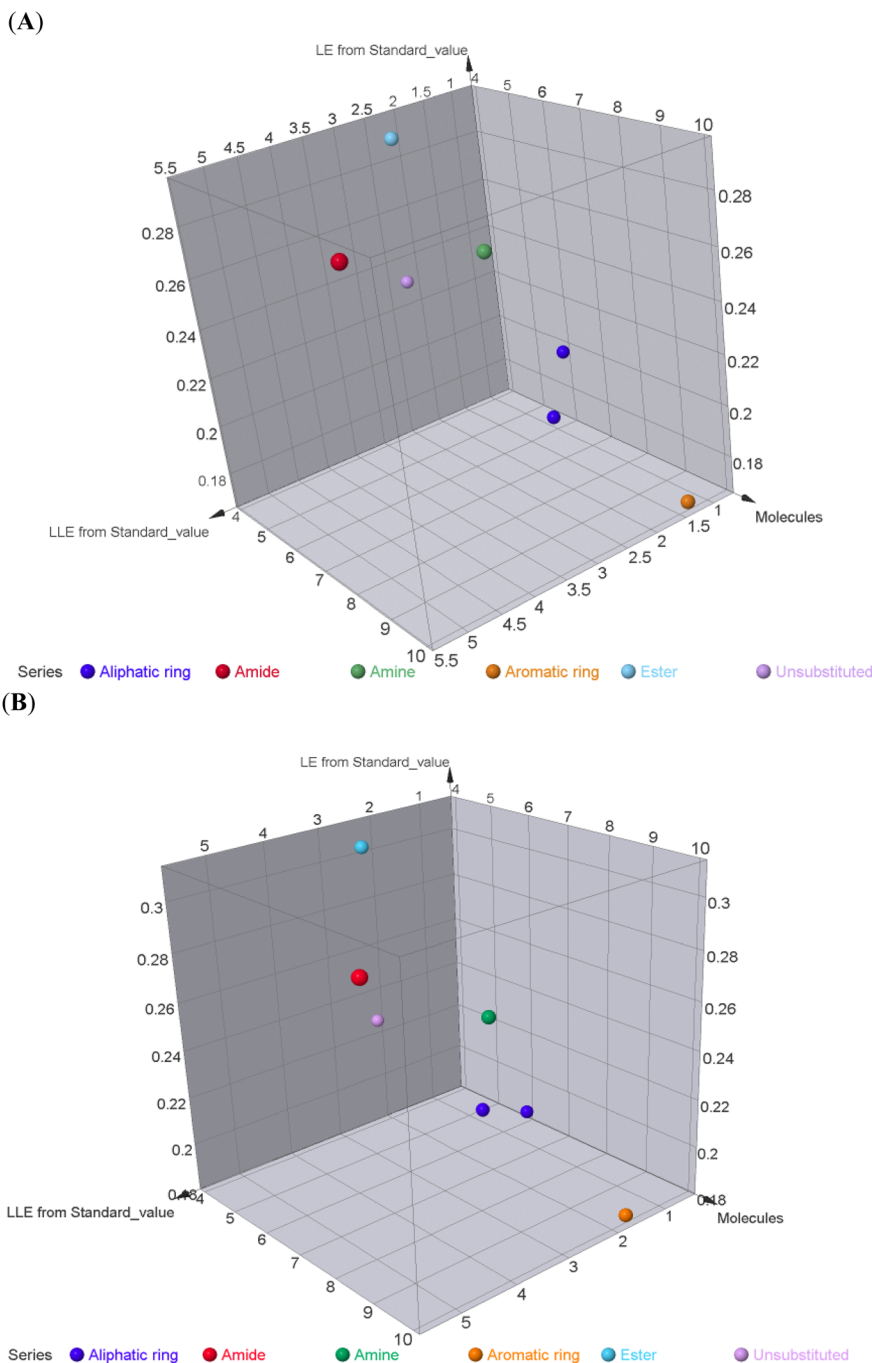 (A)
LE from Standard_value
5.5 5 4.5 4 3.5 3 2.5 2 1.5 1 4 5 6 7 8 9 10
0.28 0.28
0.26 0.26
0.24 0.24
0.22 0.22
0.2 0.2
0.18 0.18
LLE from Standard_value 4 5 6 7 8 9 10 5.5 5 4.5 4 3.5 3 2.5 2 1.5 1 Molecules
Series Aliphatic ring Amide Amine Aromatic ring Ester Unsubstituted
(B)
LE from Standard_value
5 4 3 2 1 4 5 6 7 8 9 10
0.3 0.3
0.28 0.28
0.26 0.26
0.24 0.24
0.22 0.22
0.2 0.2
0.18 0.18
LLE from Standard_value 4 5 6 7 8 9 10 5 4 3 2 1 Molecules
Series Aliphatic ring Amide Amine Aromatic ring Ester Unsubstituted